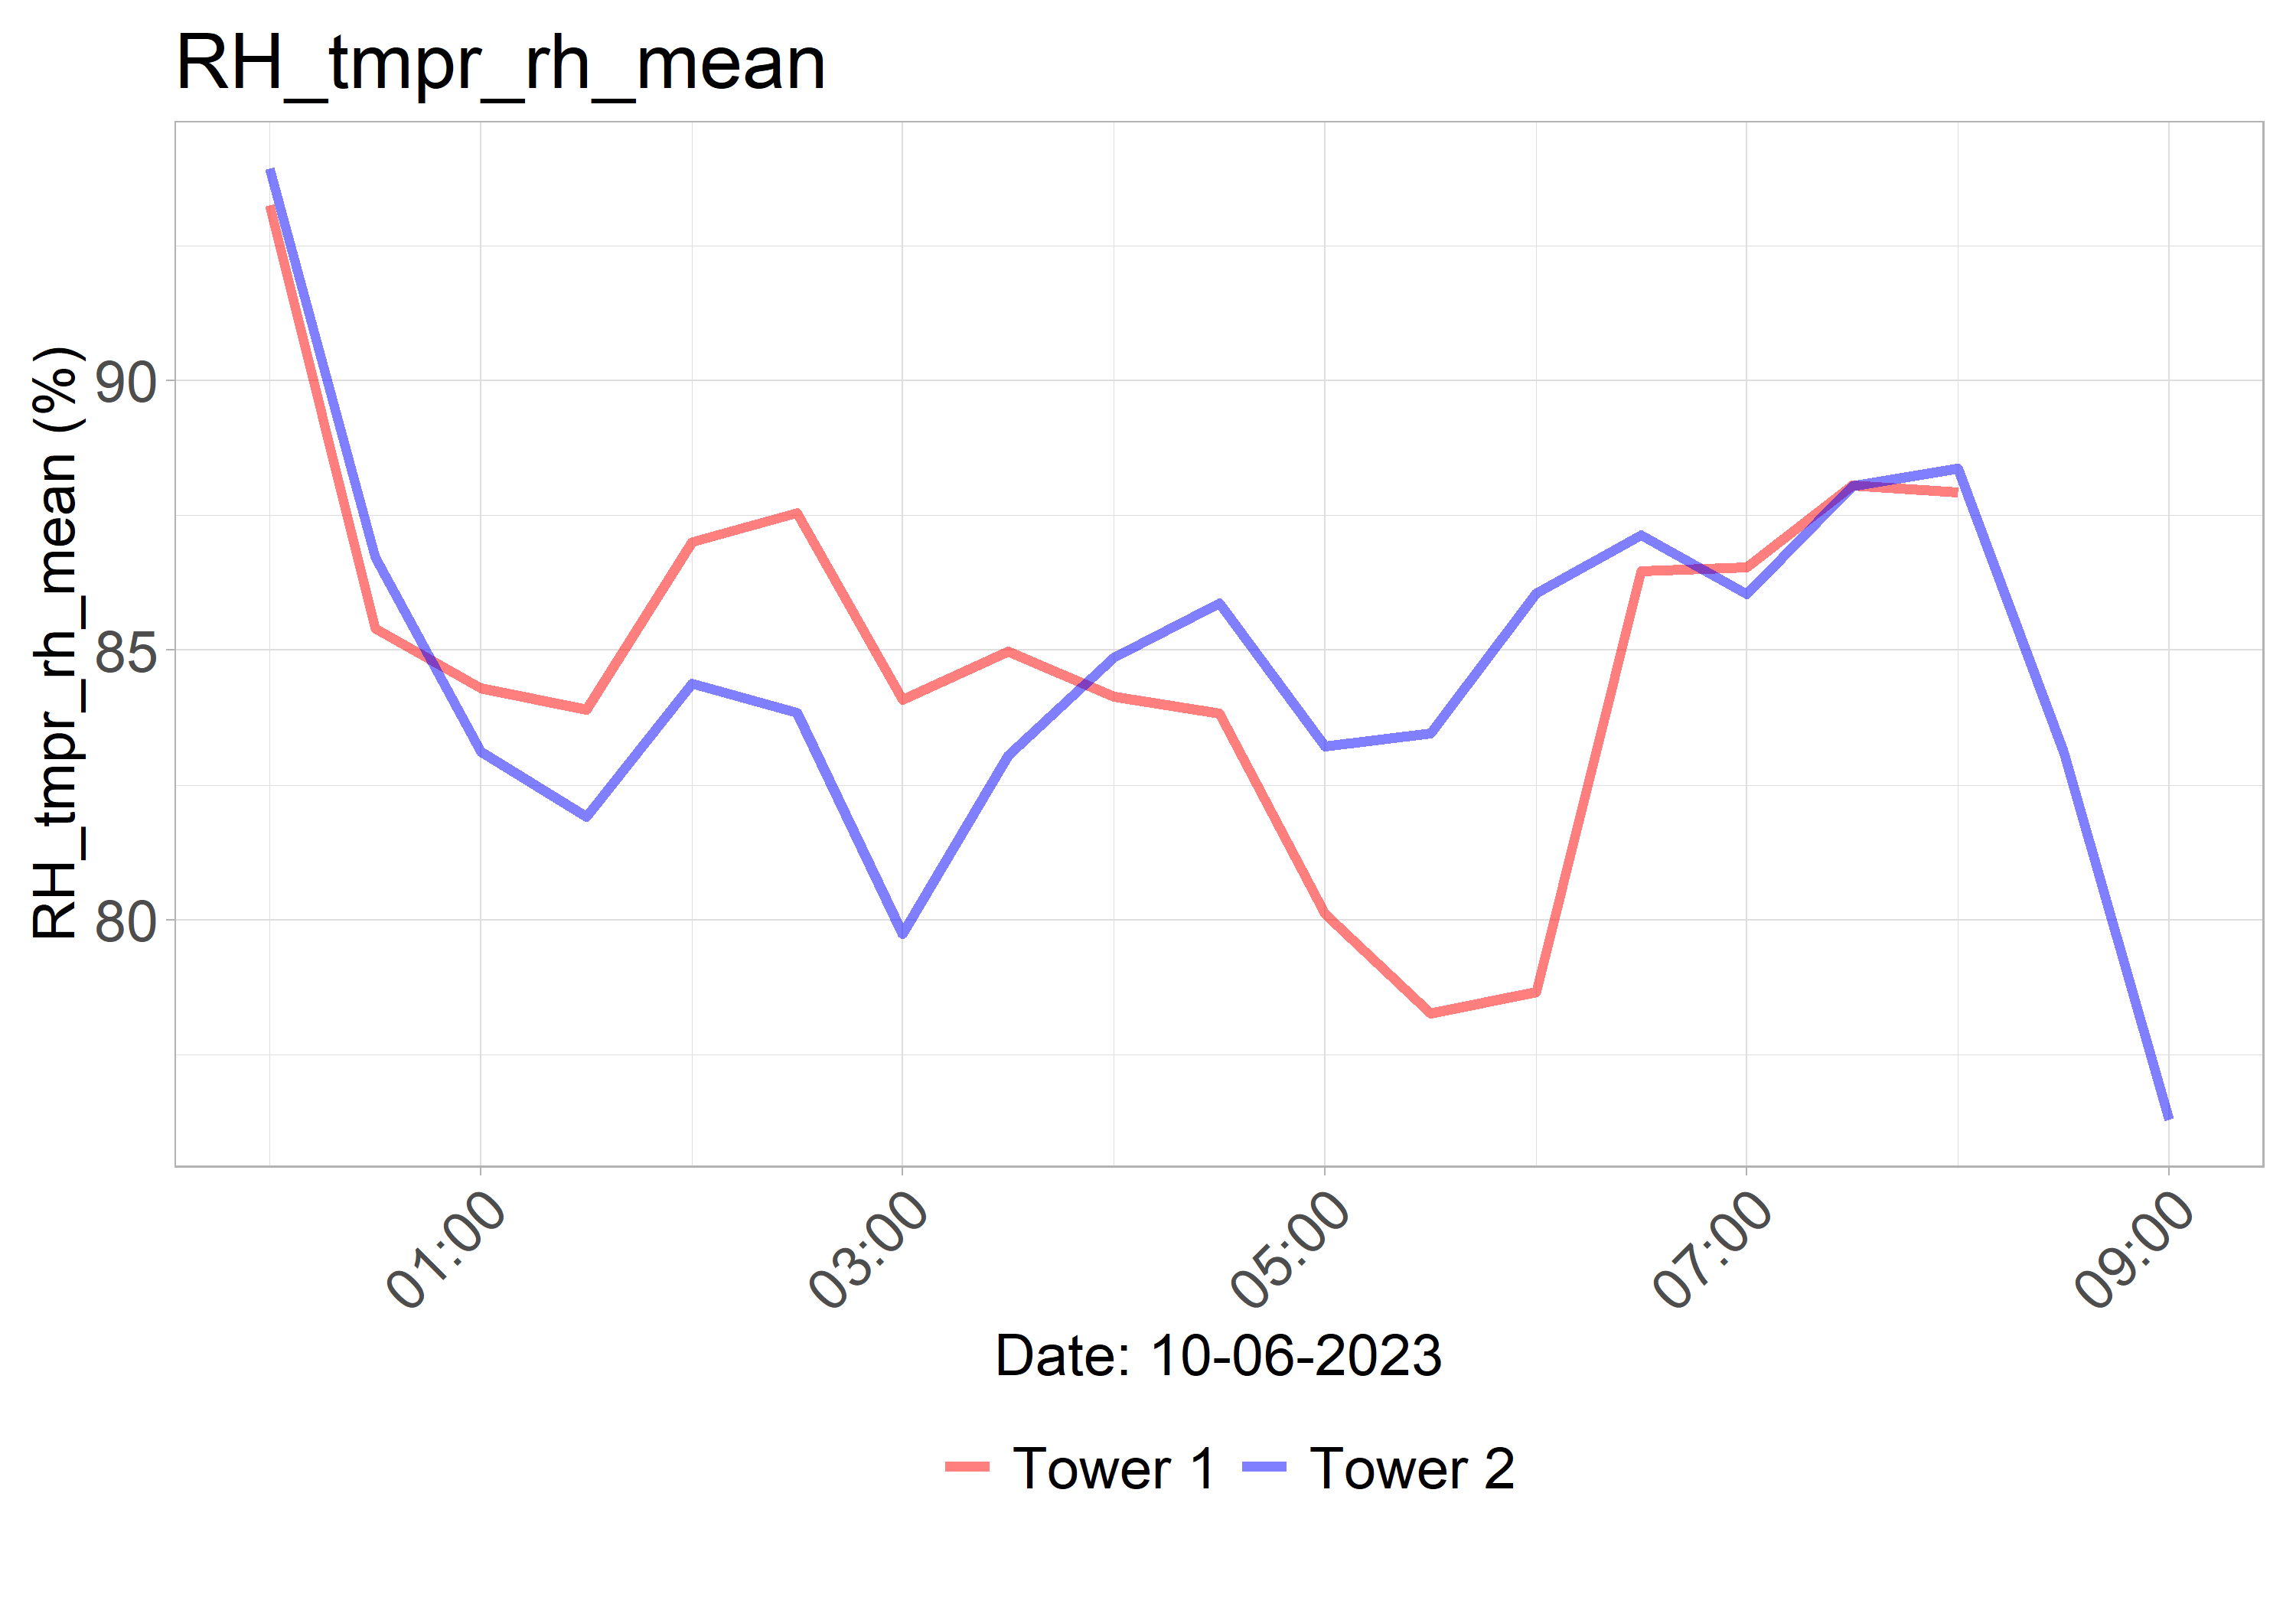 RH_tmpr_rh_mean
RH_tmpr_rh_mean (%)
90
85
80
01:00
03:00
05:00
07:00
09:00
Date: 10-06-2023
Tower 1
Tower 2